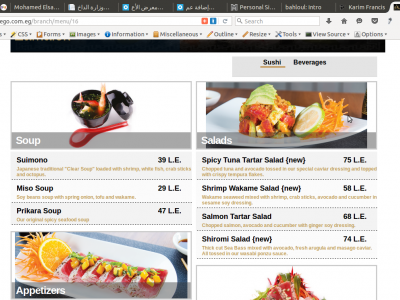 Mohamed Elsa...
وزارة الداخ...
إضافة عم...
معرض الأح...
Personal Si...
bahloul: intro
Karim Francis
ego.com.eg/branch/menu/16
Search
CSS Forms Images Information Miscellaneous Outline Resize Tools View Source Options
Sushi Beverages
Soup
Salads
Suimono 39 L.E.
Japanese traditional "Clear Soup" loaded with shrimp, white fish, crab sticks
and octopus.
Miso Soup 29 L.E.
Soy beans soup with spring onion, tofu and wakame.
Prikara Soup 47 L.E.
Our original spicy seafood soup
Spicy Tuna Tartar Salad {new} 75 L.E.
Chopped tuna and avocado tossed in our special caviar dressing and topped
with crispy tempura flakes.
Shrimp Wakame Salad {new} 58 L.E.
Wakame seaweed mixed with shrimp, crab sticks, avocado and cucumber in
sesame soy dressing.
Salmon Tartar Salad 68 L.E.
Chopped salmon, avocado and cucumber with ginger soy dressing.
Shiromi Salad {new} 74 L.E.
Thick cut Sea Bass mixed with avocado, fresh arugula and masago caviar.
All tossed in our wasabi ponzu sauce.
Appetizers